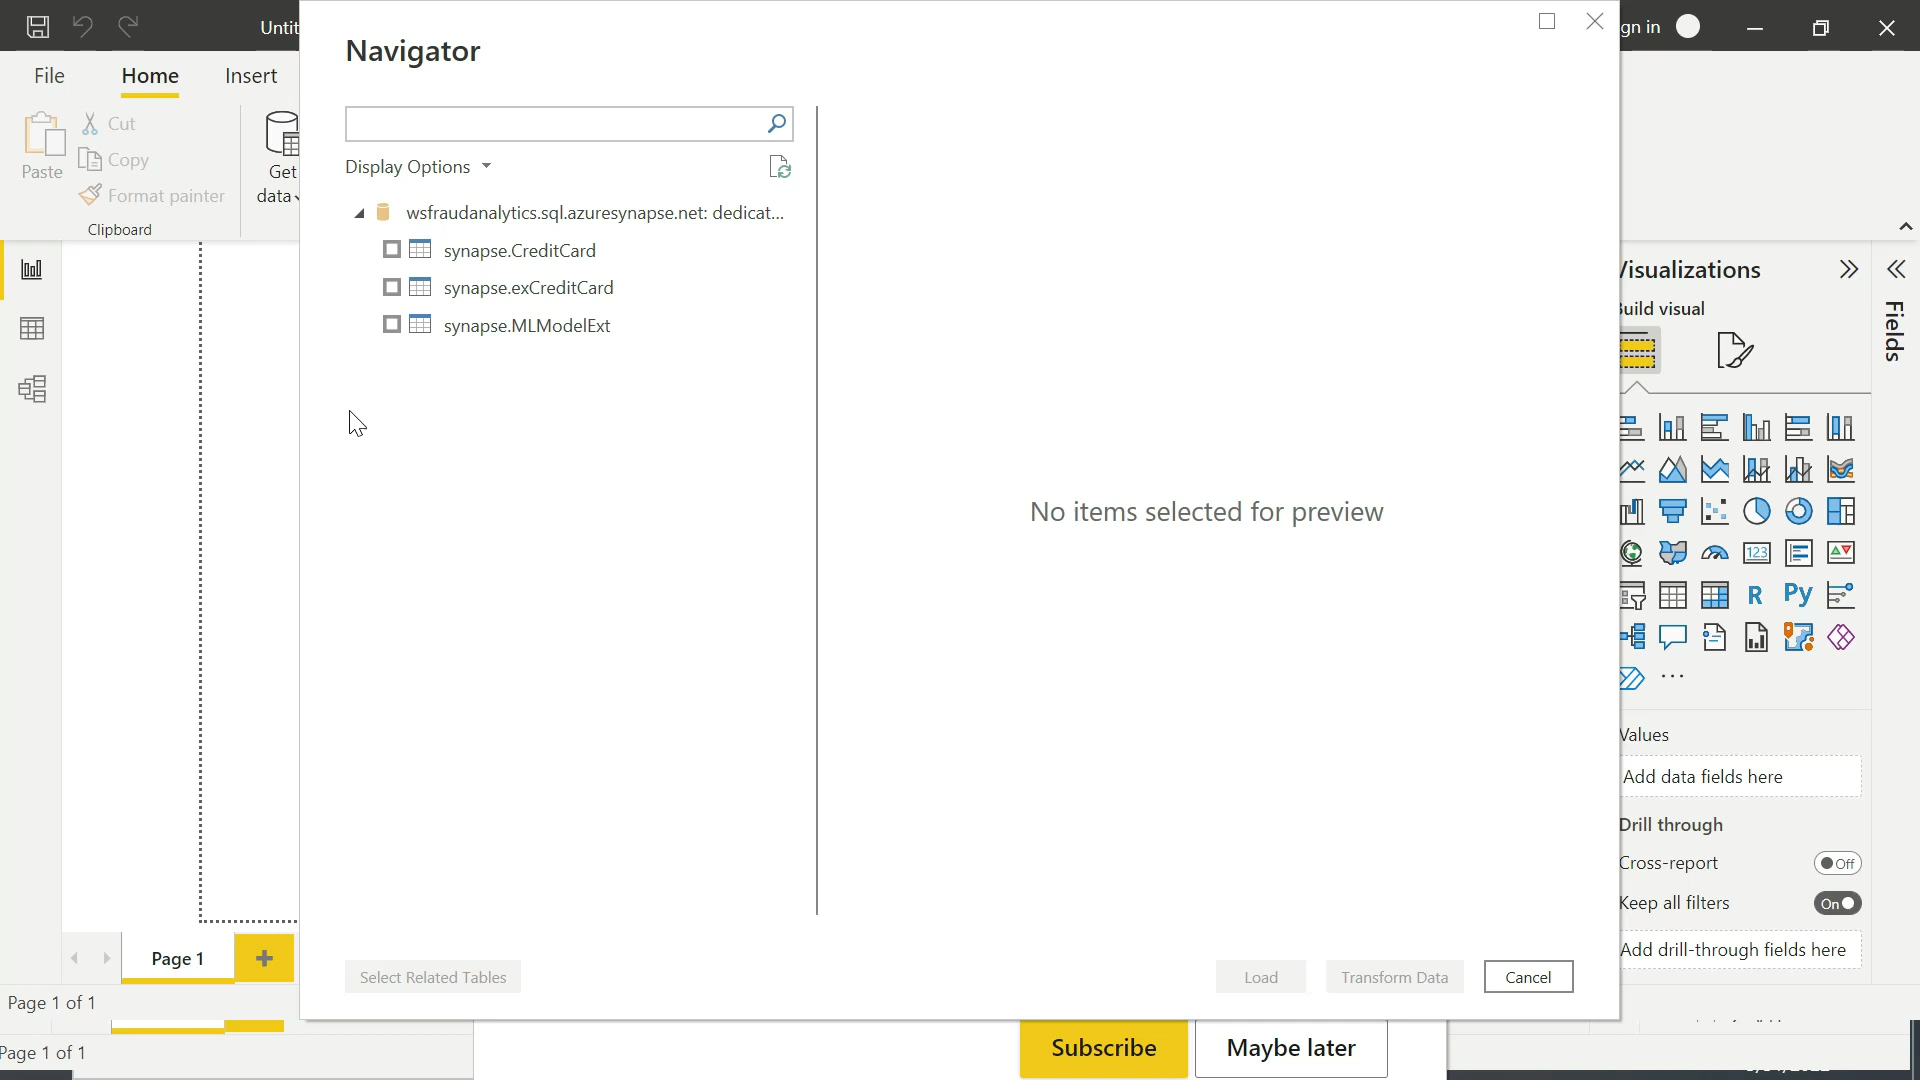 Untit
gn in
File
Home
Insert
Paste
Cut
Copy
Format painter
Get
data
Clipboard
Navigator
Display Options
wsfraudanalytics.sql.azuresynapse.net: dedicat...
synapse.CreditCard
synapse.exCreditCard
synapse.MLModelExt
No items selected for preview
Select Related Tables
Load
Transform Data
Cancel
Visualizations
Build visual
Fields
123
R
Py
...
Values
Add data fields here
Drill through
Cross-report
Off
Keep all filters
On
Add drill-through fields here
Page 1
Page 1 of 1
Page 1 of 1
Subscribe
Maybe later